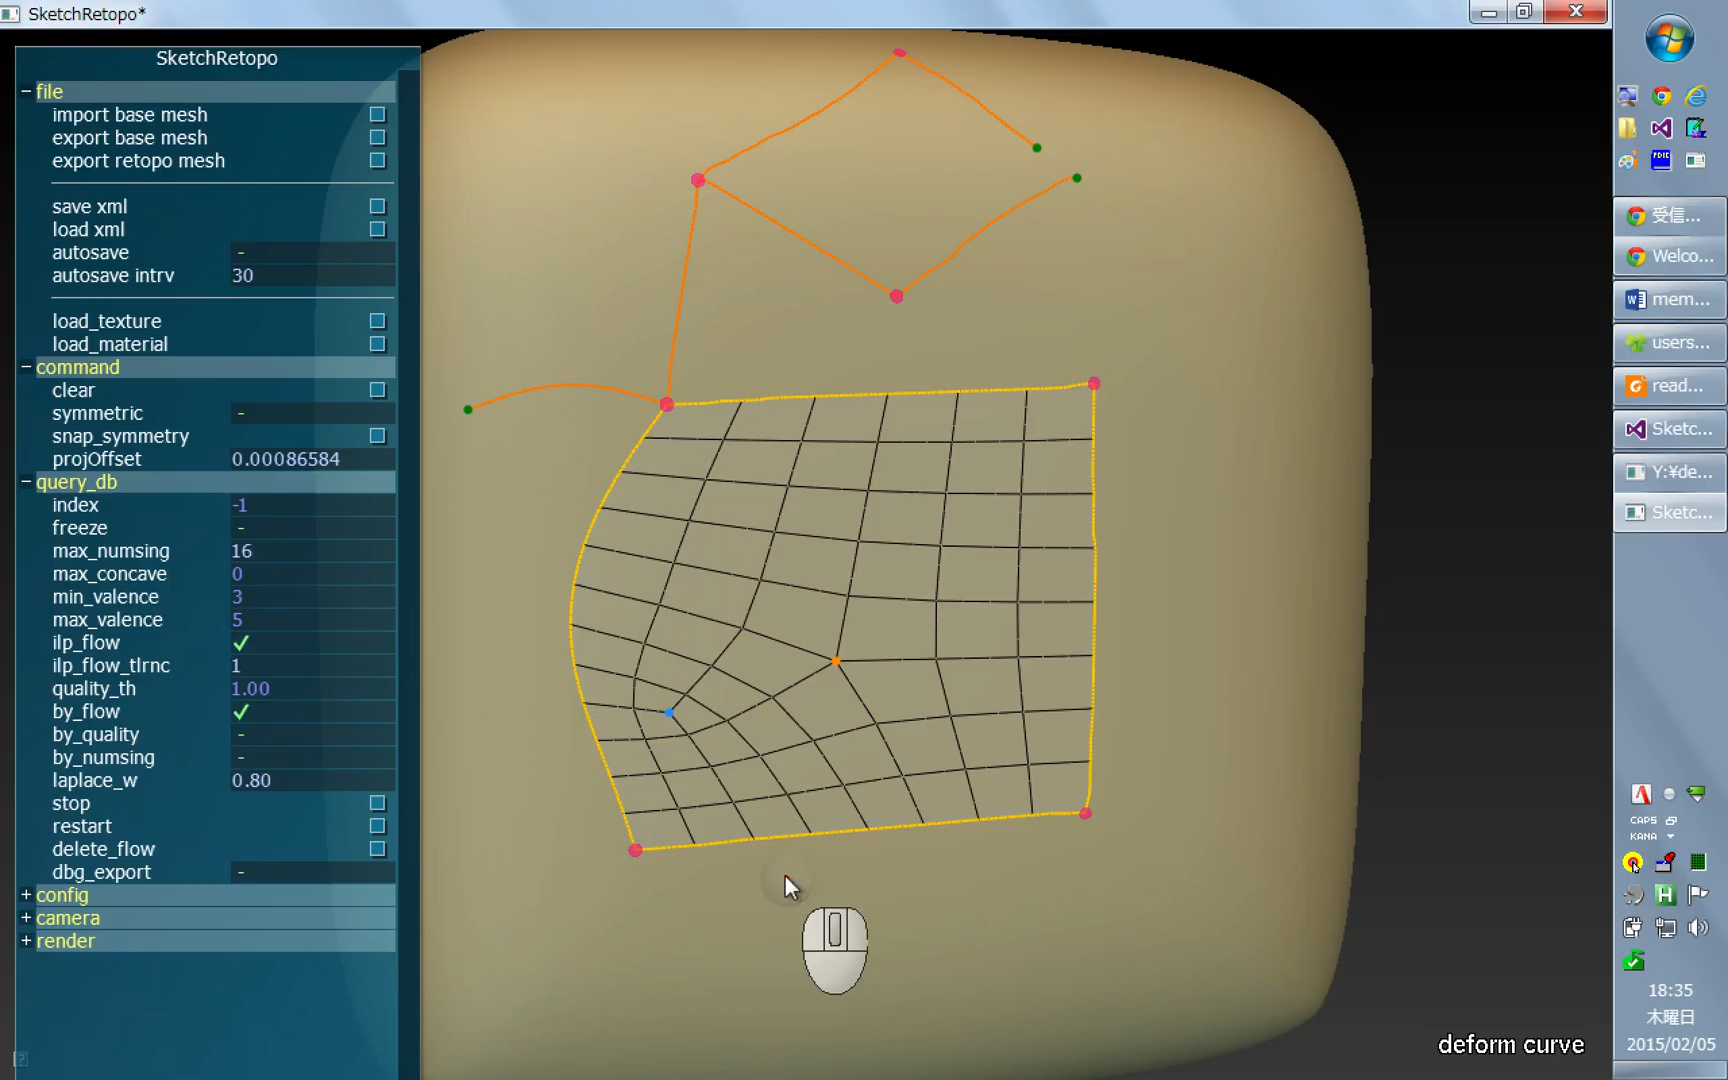 SketchRetopo*
SketchRetopo
− file
import base mesh
export base mesh
export retopo mesh
save xml
load xml
autosave -
autosave intrv 30
load_texture
load_material
− command
clear
symmetric -
snap_symmetry
projOffset 0.00086584
− query_db
index -1
freeze -
max_numsing 16
max_concave 0
min_valence 3
max_valence 5
ilp_flow ✓
ilp_flow_tlrnc 1
quality_th 1.00
by_flow ✓
by_quality -
by_numsing -
laplace_w 0.80
stop
restart
delete_flow
dbg_export -
+ config
+ camera
+ render
?
deform curve
PDIC
受信...
Welco...
mem...
users...
read...
Sketc...
Y:¥de...
Sketc...
A
CAPS
KANA
H
18:35
木曜日
2015/02/05